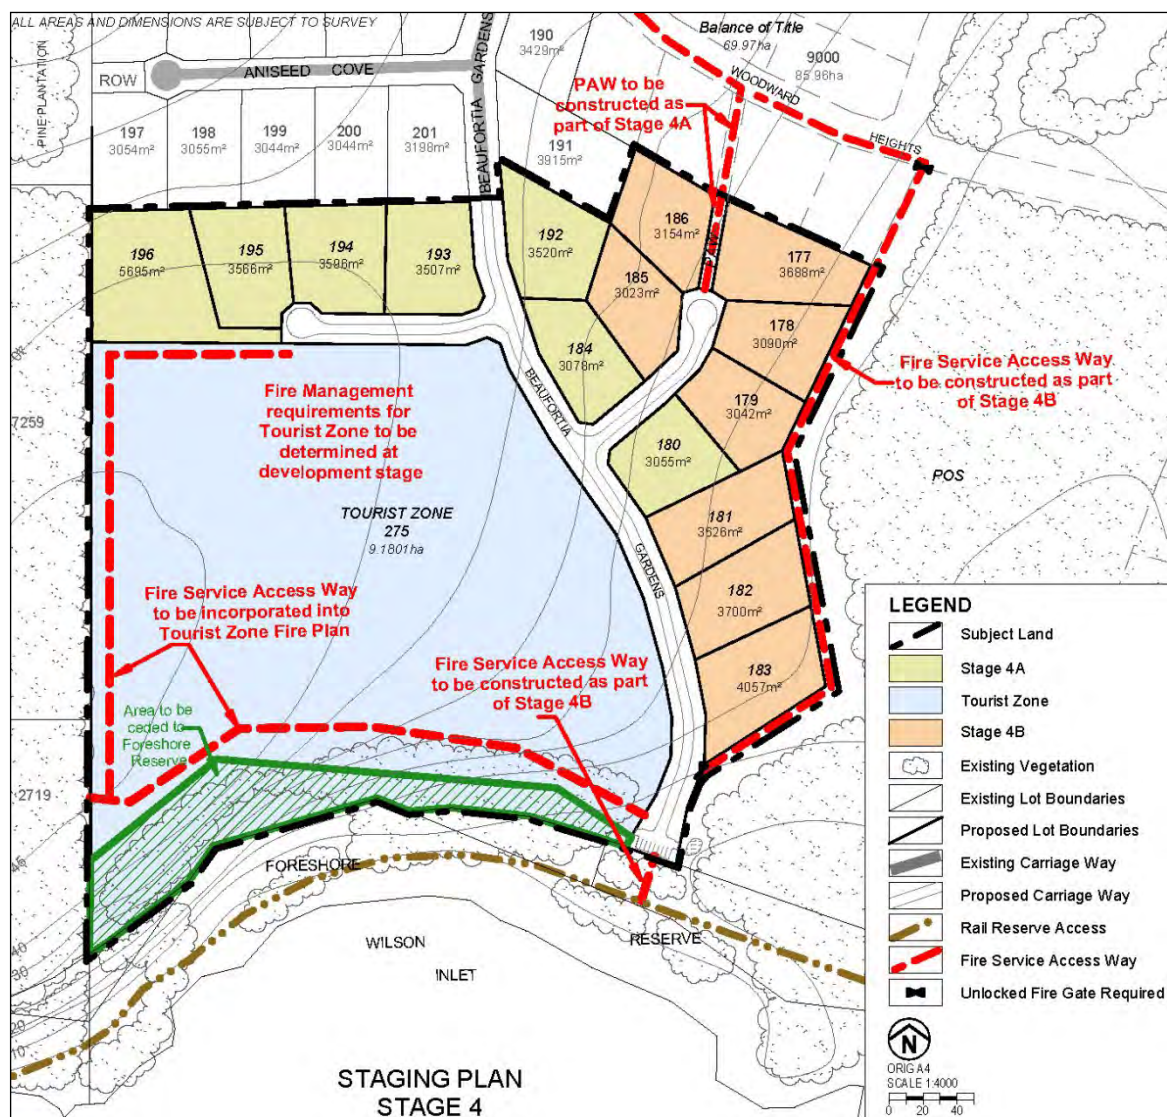 ALL AREAS AND DIMENSIONS ARE SUBJECT TO SURVEY
PINE PLANTATION
ROW
ANISEED COVE
BEAUFORTIA GARDENS
190
3429m²
Balance of Title
69.97ha
9000
85.96ha
WOODWARD
HEIGHTS
PAW to be
constructed as
part of Stage 4A
197
3054m²
198
3055m²
199
3044m²
200
3044m²
201
3198m²
191
3915m²
196
5695m²
195
3566m²
194
193
3507m²
192
3520m²
186
3154m²
PAW
177
3688m²
185
3023m²
178
3090m²
184
3078m²
179
3042m²
180
3055m²
181
182
3700m²
183
4057m²
BEAUFORTIA
GARDENS
Fire Service Access Way
to be constructed as part
of Stage 4B
POS
7259
Fire Management
requirements for
Tourist Zone to be
determined at
development stage
TOURIST ZONE
275
9.1801ha
Fire Service Access Way
to be incorporated into
Tourist Zone Fire Plan
Fire Service Access Way
to be constructed as part
of Stage 4B
Area to be
ceded to
Foreshore
Reserve
2719
FORESHORE
RESERVE
WILSON
INLET
40
30
20
10
STAGING PLAN
STAGE 4
LEGEND
Subject Land
Stage 4A
Tourist Zone
Stage 4B
Existing Vegetation
Existing Lot Boundaries
Proposed Lot Boundaries
Existing Carriage Way
Proposed Carriage Way
Rail Reserve Access
Fire Service Access Way
Unlocked Fire Gate Required
N
ORIG A4
SCALE 1:4000
0 20 40